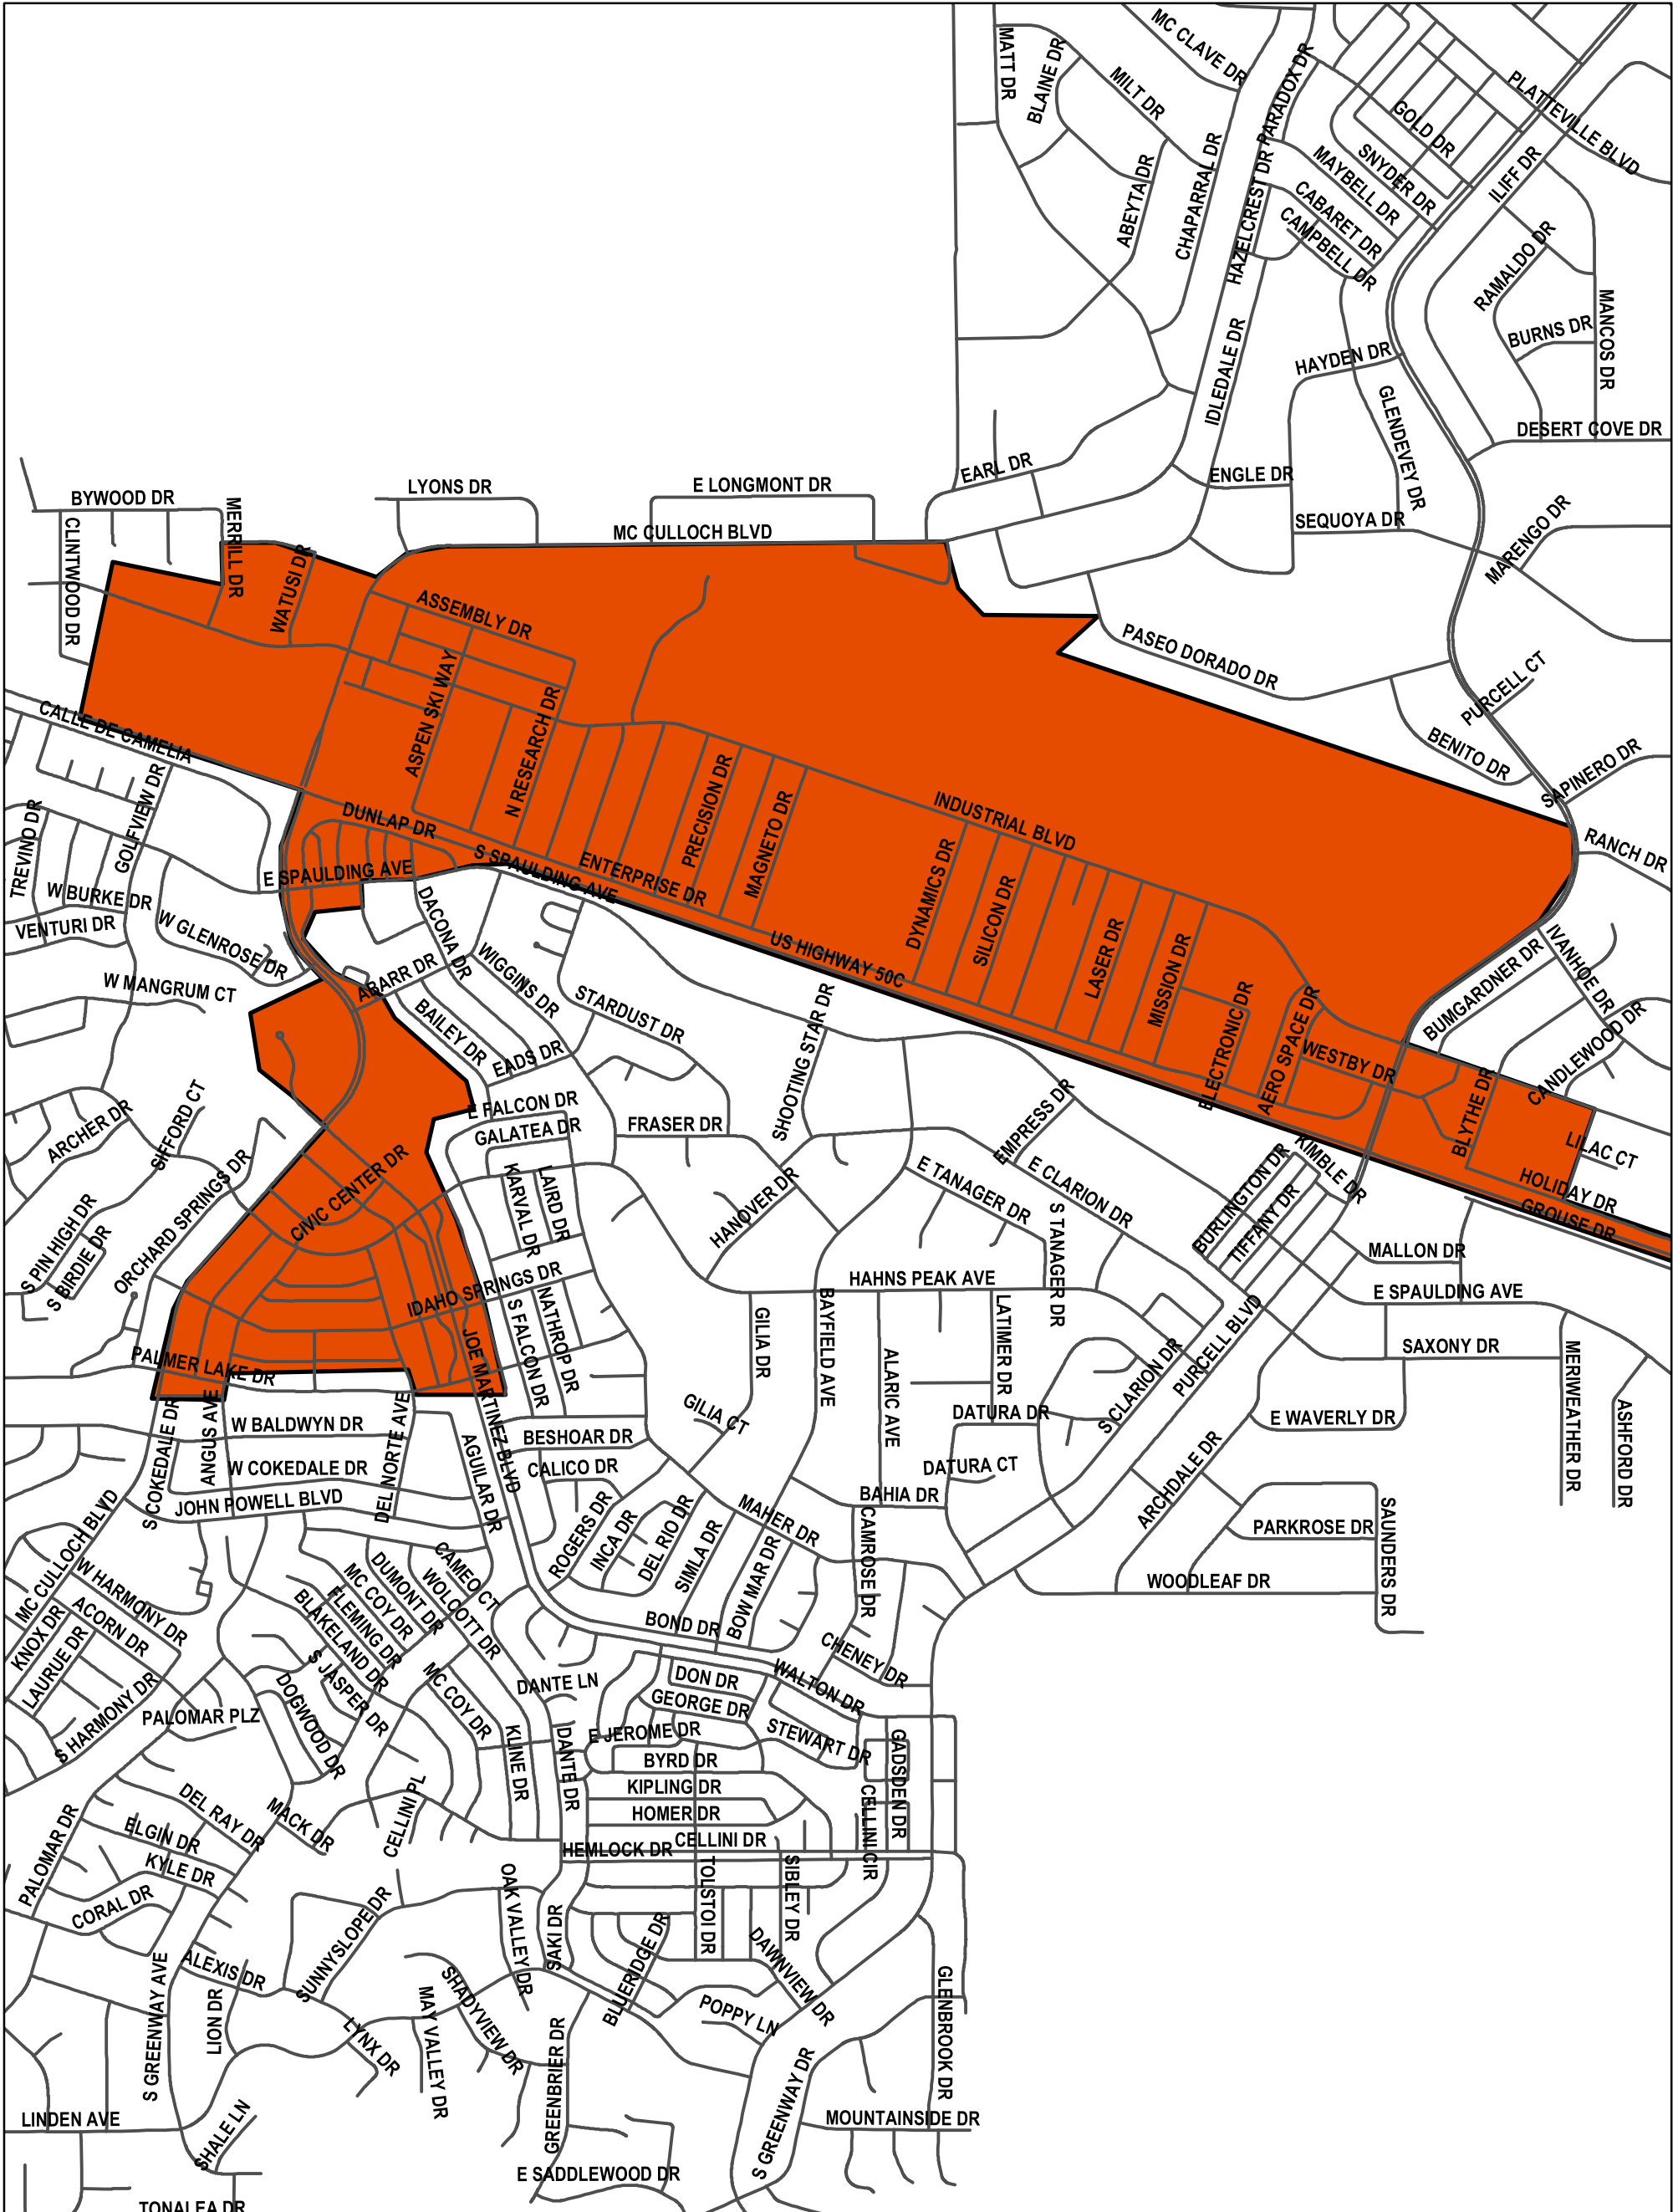 MC CLAVE DR
MATT DR
BLAINE DR
MILT DR
PARADOX DR
PLATTEVILLE BLVD
GOLD DR
SNYDER DR
MAYBELL DR
ILIFF DR
CABARET DR
CAMPBELL DR
ABEYTA DR
CHAPARRAL DR
HAZELCREST DR
RAMALDO DR
MANCOS DR
BURNS DR
IDLEDALE DR
HAYDEN DR
GLENDEVEY DR
DESERT COVE DR
EARL DR
ENGLE DR
SEQUOYA DR
MARENGO DR
BYWOOD DR
LYONS DR
E LONGMONT DR
MERRILL DR
CLINTWOOD DR
MC CULLOCH BLVD
WATUSI DR
ASSEMBLY DR
PASEO DORADO DR
PURCELL CT
ASPEN SKI WAY
N RESEARCH DR
CALLE DE CAMELIA
BENITO DR
SAPINERO DR
PRECISION DR
MAGNETO DR
INDUSTRIAL BLVD
DUNLAP DR
GOLFVIEW DR
TREVINO DR
RANCH DR
S SPAULDING AVE
ENTERPRISE DR
E SPAULDING AVE
W BURKE DR
VENTURI DR
W GLENROSE DR
DACONA DR
DYNAMICS DR
SILICON DR
LASER DR
MISSION DR
US HIGHWAY 50C
IVANHOE DR
BUMGARDNER DR
W MANGRUM CT
ABARR DR
WIGGINS DR
STARDUST DR
BAILEY DR
SHOOTING STAR DR
ELECTRONIC DR
AERO SPACE DR
WESTBY DR
CANDLEWOOD DR
BLYTHE DR
EADS DR
E FALCON DR
GALATEA DR
FRASER DR
EMPRESS DR
LILAC CT
ARCHER DR
SIFFORD CT
KIMBLE DR
BURLINGTON DR
TIFFANY DR
HOLIDAY DR
GROUSE DR
ORCHARD SPRINGS DR
CIVIC CENTER DR
KARVAL DR
LAIRD DR
HANOVER DR
E TANAGER DR
E CLARION DR
S TANAGER DR
S PIN HIGH DR
S BIRDIE DR
MALLON DR
HAHNS PEAK AVE
IDAHO SPRINGS DR
E SPAULDING AVE
S FALCON DR
NATHROP DR
JOE MARTINEZ BLVD
GILIA DR
BAYFIELD AVE
ALARIC AVE
LATIMER DR
PURCELL BLVD
SAXONY DR
MERIWEATHER DR
PALMER LAKE DR
S CLARION DR
ASHFORD DR
W BALDWYN DR
ANGUS AVE
S COKEDALE DR
DEL NORTE AVE
GILIA CT
DATURA DR
E WAVERLY DR
BESHOAR DR
W COKEDALE DR
AGUILAR DR
CALICO DR
DATURA CT
JOHN POWELL BLVD
BAHIA DR
ARCHDALE DR
MC CULLOCH BLVD
ROGERS DR
INCA DR
DEL RIO DR
SIMLA DR
MAHER DR
CAMROSE DR
SAUNDERS DR
PARKROSE DR
W HARMONY DR
CAMEO CT
DUMONT DR
WOLCOTT DR
MC COY DR
FLEMING DR
BLAKELAND DR
BOW MAR DR
WOODLEAF DR
KNOX DR
ACORN DR
LAURUE DR
BOND DR
CHENEY DR
S JASPER DR
S HARMONY DR
MC COY DR
DANTE LN
DON DR
WALTON DR
GEORGE DR
DOGWOOD DR
PALOMAR PLZ
KLINE DR
DANTE DR
E JEROME DR
STEWART DR
GADSDEN DR
BYRD DR
KIPLING DR
HOMER DR
CELLINI PL
DEL RAY DR
MACK DR
PALOMAR DR
ELGIN DR
KYLE DR
CORAL DR
HEMLOCK DR
CELLINI DR
CELLINI CIR
OAK VALLEY DR
TOLSTOI DR
SIBLEY DR
SUNNYSLOPE DR
SAKI DR
BLUERIDGE DR
DAWNVIEW DR
ALEXIS DR
S GREENWAY AVE
LION DR
LYNX DR
MAY VALLEY DR
SHADYVIEW DR
POPPY LN
GLENBROOK DR
GREENBRIER DR
S GREENWAY DR
LINDEN AVE
SHALE LN
MOUNTAINSIDE DR
E SADDLEWOOD DR
TONALEA DR